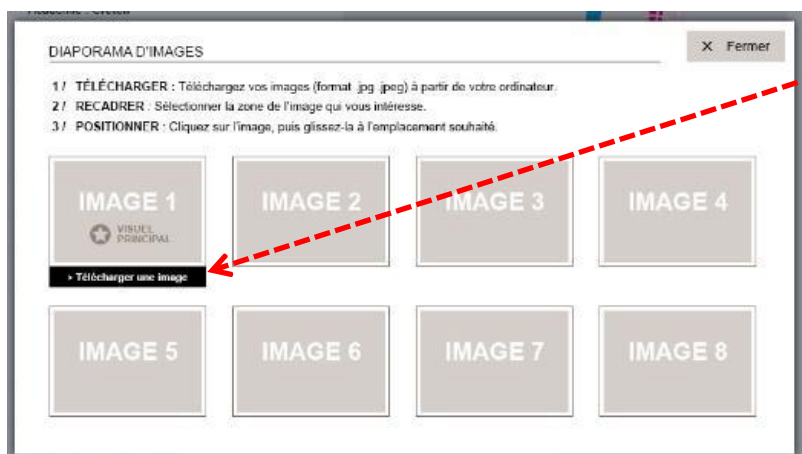 DIAPORAMA D'IMAGES
X Fermer
1 / TÉLÉCHARGER : Téléchargez vos images (format .jpg .jpeg) à partir de votre ordinateur.
2 / RECADRER : Sélectionner la zone de l'image qui vous intéresse.
3 / POSITIONNER : Cliquez sur l'image, puis glissez-la à l'emplacement souhaité.
IMAGE 1
VISUEL
PRINCIPAL
IMAGE 2
IMAGE 3
IMAGE 4
› Télécharger une image
IMAGE 5
IMAGE 6
IMAGE 7
IMAGE 8